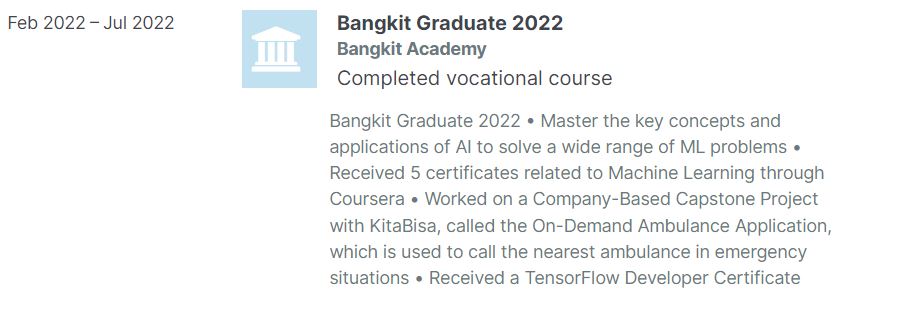 Feb 2022 – Jul 2022
Bangkit Graduate 2022
Bangkit Academy
Completed vocational course
Bangkit Graduate 2022 • Master the key concepts and
applications of AI to solve a wide range of ML problems •
Received 5 certificates related to Machine Learning through
Coursera • Worked on a Company-Based Capstone Project
with KitaBisa, called the On-Demand Ambulance Application,
which is used to call the nearest ambulance in emergency
situations • Received a TensorFlow Developer Certificate